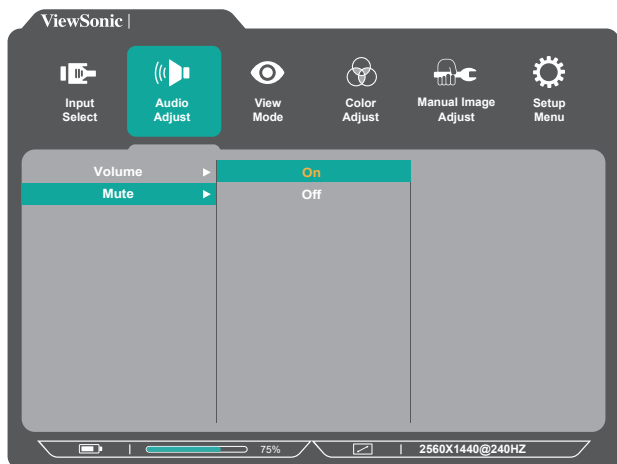 ViewSonic
Input
Select
Audio
Adjust
View
Mode
Color
Adjust
Manual Image
Adjust
Setup
Menu
Volume
On
Mute
Off
75%
2560X1440@240HZ